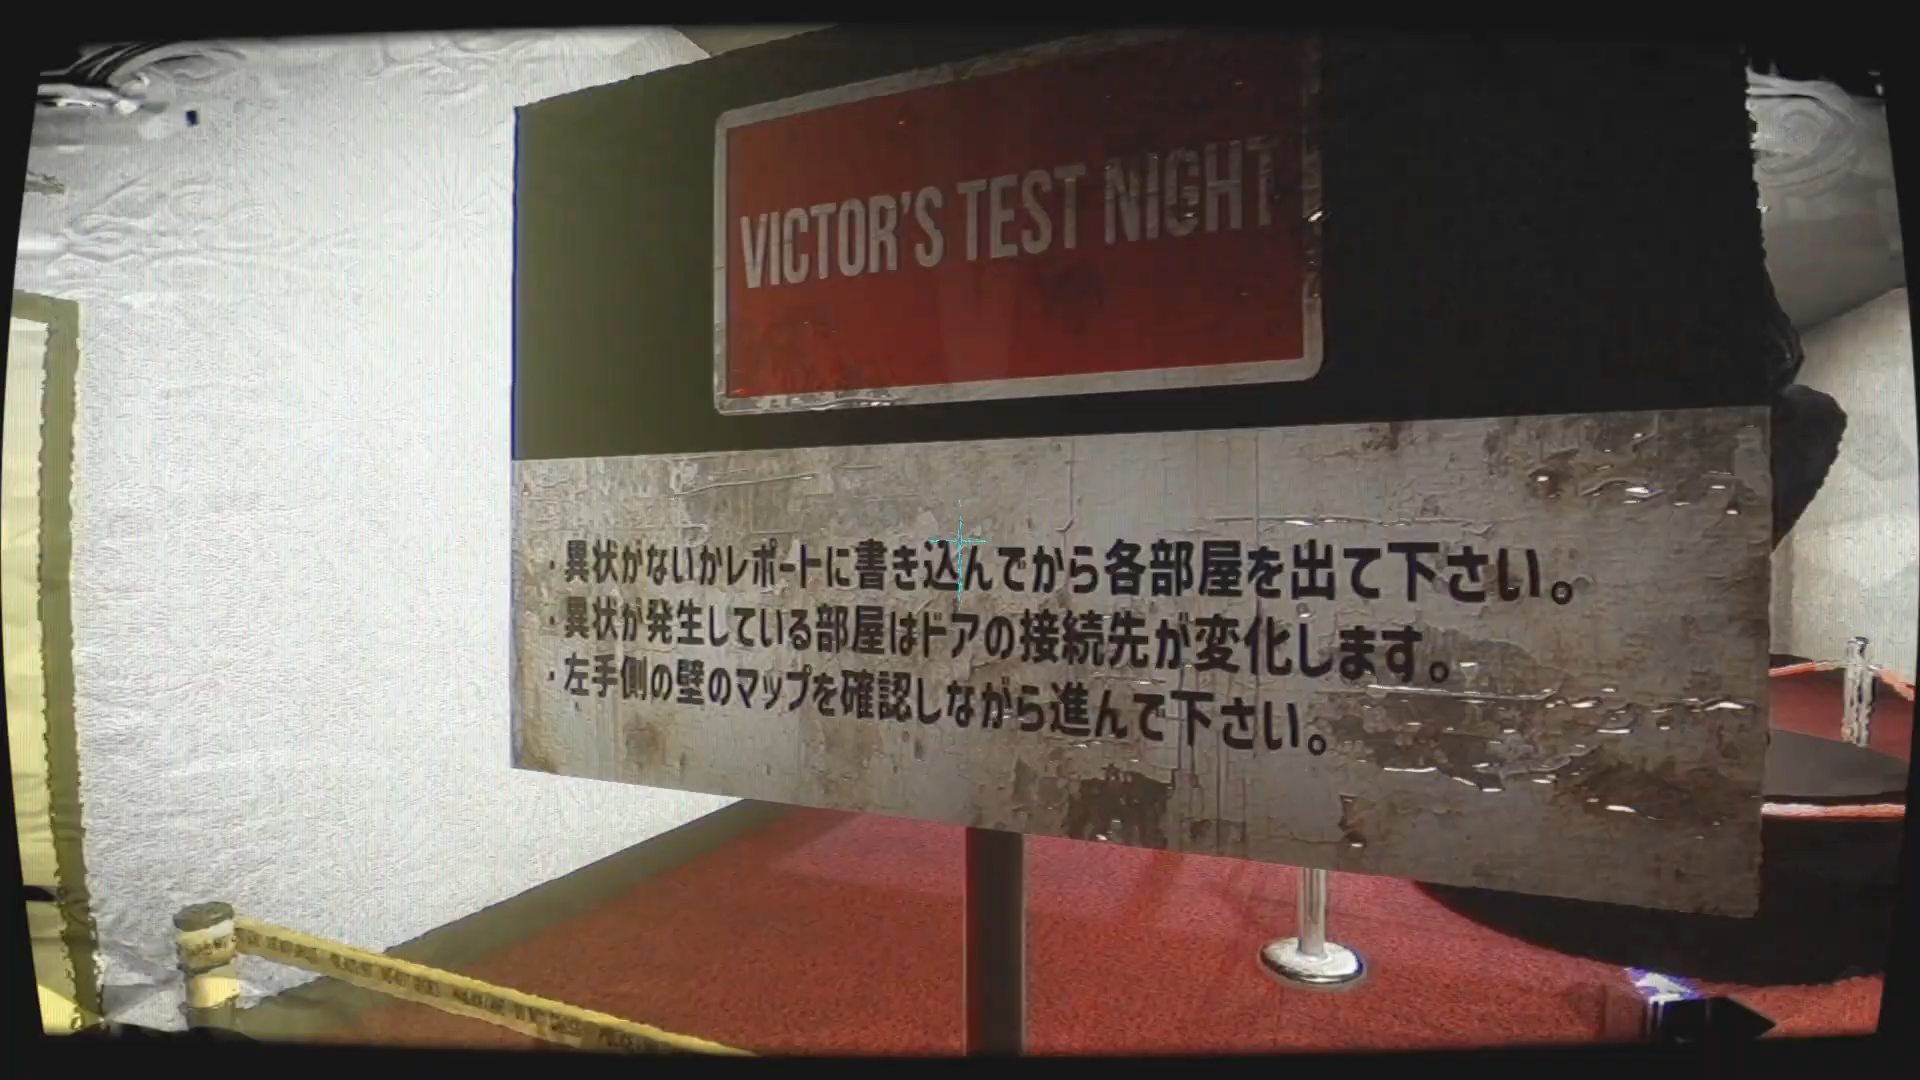 VICTOR'S TEST NIGHT
・異状がないかレポートに書き込んでから各部屋を出て下さい。
・異状が発生している部屋はドアの接続先が変化します。
・左手側の壁のマップを確認しながら進んで下さい。